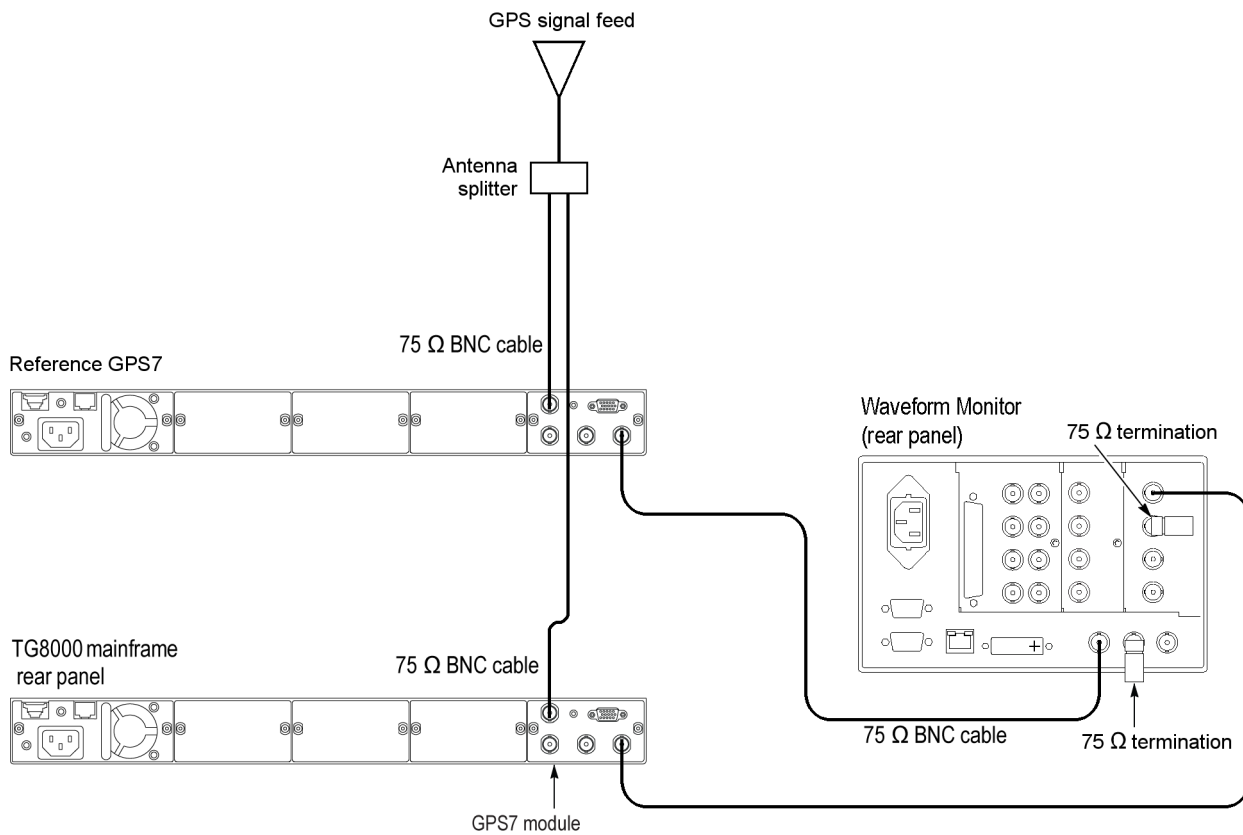 GPS signal feed
Antenna
splitter
75 Ω BNC cable
Reference GPS7
Waveform Monitor
(rear panel)
75 Ω termination
TG8000 mainframe
rear panel
75 Ω BNC cable
75 Ω BNC cable
75 Ω termination
GPS7 module